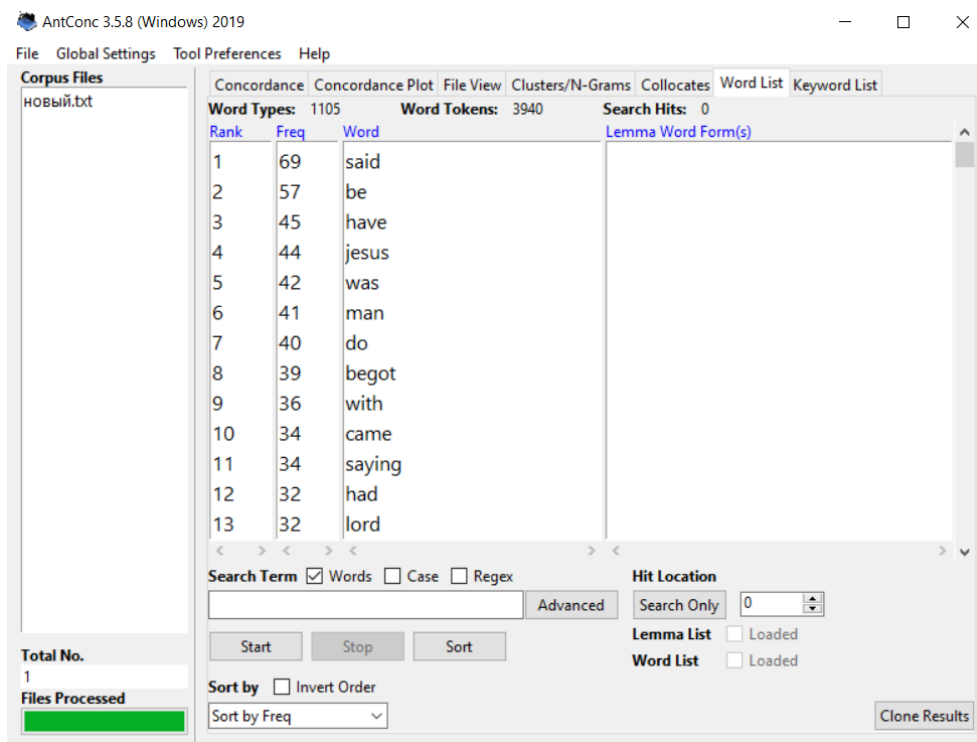 AntConc 3.5.8 (Windows) 2019
File Global Settings Tool Preferences Help
Corpus Files
новый.txt
Concordance Concordance Plot File View Clusters/N-Grams Collocates Word List Keyword List
Word Types: 1105 Word Tokens: 3940 Search Hits: 0
Rank Freq Word Lemma Word Form(s)
1 69 said
2 57 be
3 45 have
4 44 jesus
5 42 was
6 41 man
7 40 do
8 39 begot
9 36 with
10 34 came
11 34 saying
12 32 had
13 32 lord
Search Term Words Case Regex Hit Location
Advanced Search Only 0
Start Stop Sort Lemma List Loaded
Word List Loaded
Total No.
1
Files Processed
Sort by Invert Order
Sort by Freq Clone Results